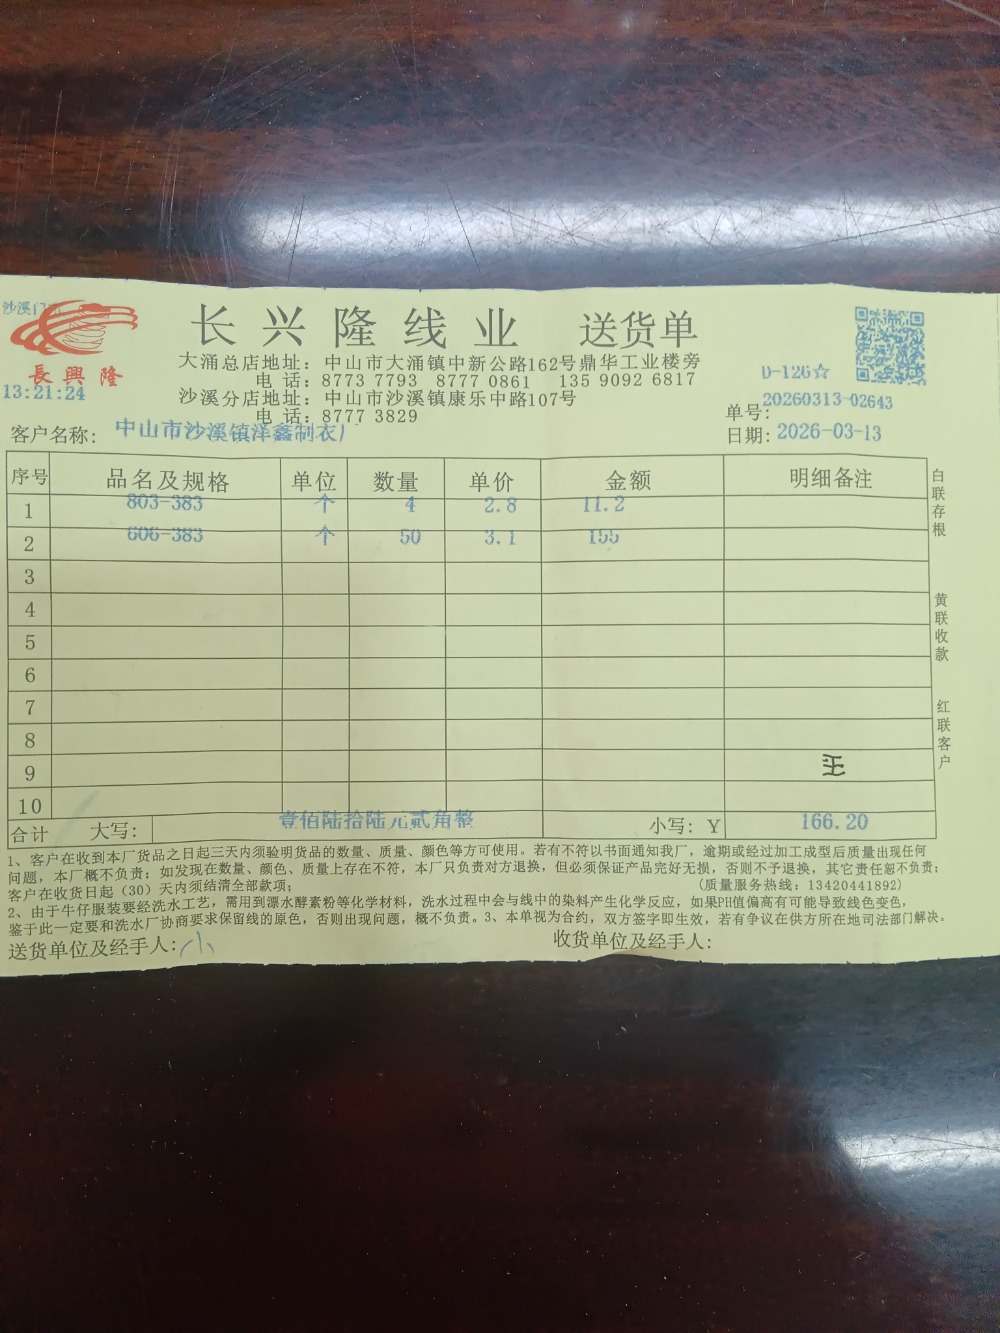 沙溪门
長興隆
13:21:24
长兴隆线业 送货单
大涌总店地址：中山市大涌镇中新公路162号鼎华工业楼旁
电 话：8773 7793 8777 0861 135 9092 6817
沙溪分店地址：中山市沙溪镇康乐中路107号
电 话：8777 3829
D-126☆
单号：20260313-02643
客户名称：中山市沙溪镇洋鑫制衣厂
日期：2026-03-13
序号 品名及规格 单位 数量 单价 金额 明细备注
1 803-383 个 4 2.8 11.2
2 606-383 个 50 3.1 155
3
4
5
6
7
8
9
10
合计 大写：壹佰陆拾陆元贰角整 小写：￥ 166.20
白联存根
黄联收款
红联客户
1、客户在收到本厂货品之日起三天内须验明货品的数量、质量、颜色等方可使用。若有不符以书面通知我厂，逾期或经过加工成型后质量出现任何
问题，本厂概不负责；如发现在数量、颜色、质量上存在不符，本厂只负责对方退换，但必须保证产品完好无损，否则不予退换，其它责任恕不负责；
客户在收货日起（30）天内须结清全部款项； （质量服务热线：13420441892）
2、由于牛仔服装要经洗水工艺，需用到漂水酵素粉等化学材料，洗水过程中会与线中的染料产生化学反应，如果PH值偏高有可能导致线色变色，
鉴于此一定要和洗水厂协商要求保留线的原色，否则出现问题，概不负责。3、本单视为合约，双方签字即生效，若有争议在供方所在地司法部门解决。
送货单位及经手人：小
收货单位及经手人：